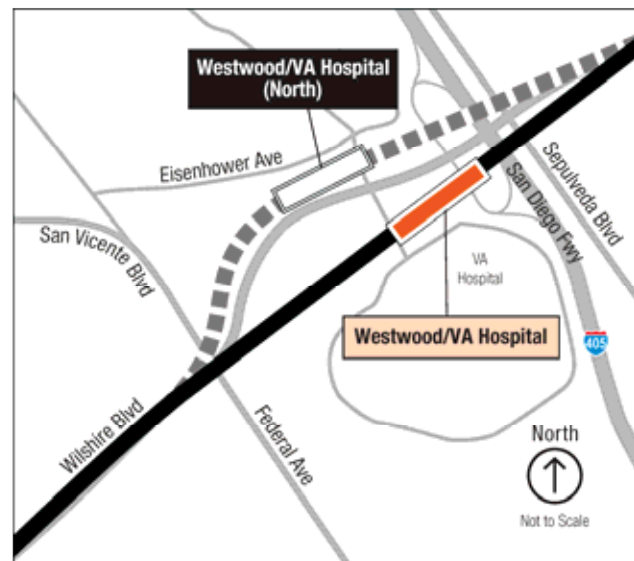 Westwood/VA Hospital
(North)
Eisenhower Ave
San Vicente Blvd
Sepulveda Blvd
San Diego Fwy
VA
Hospital
Westwood/VA Hospital
405
Wilshire Blvd
Federal Ave
North
Not to Scale